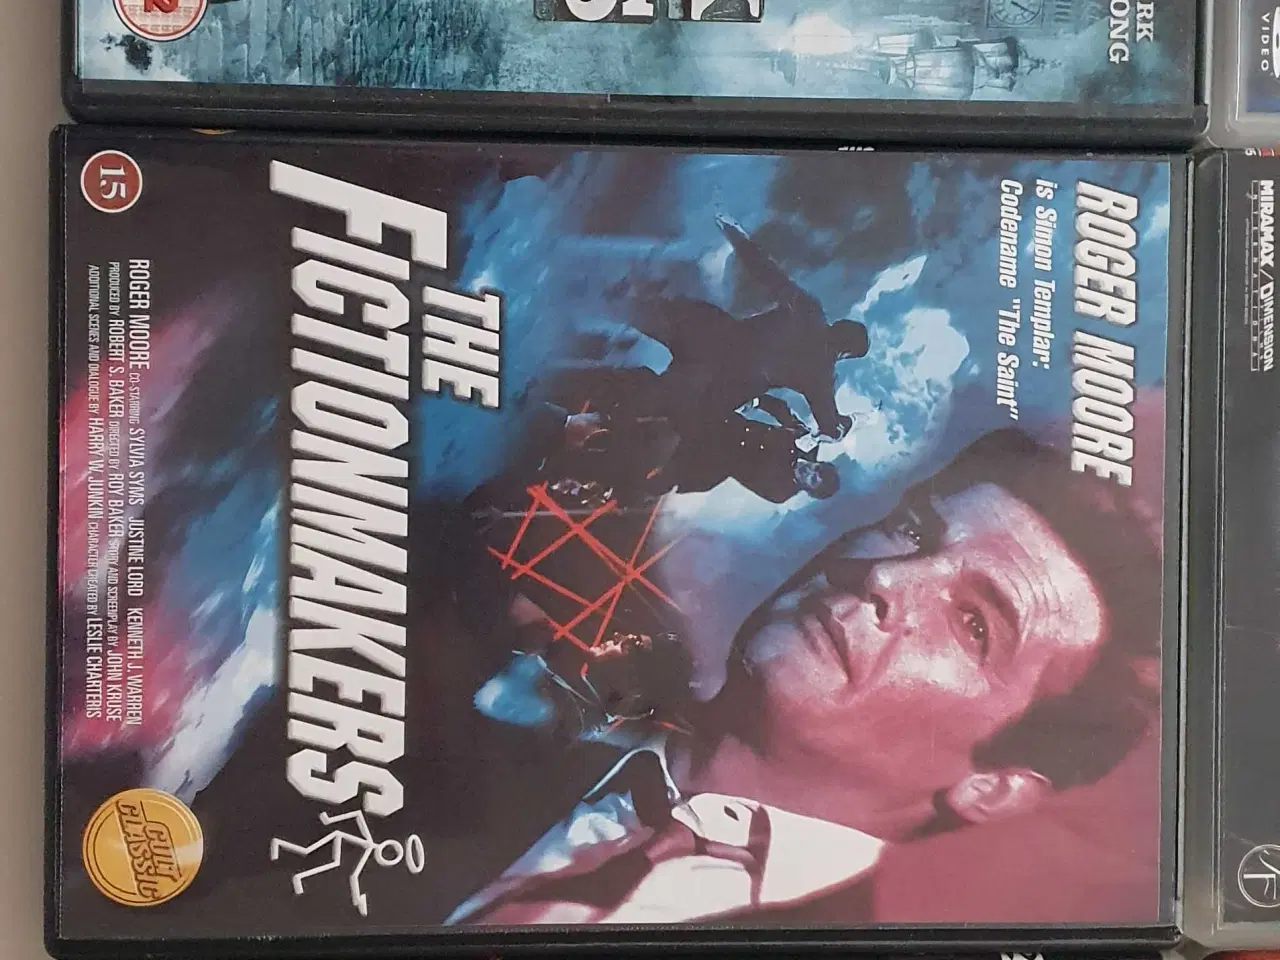 ROGER MOORE
is Simon Templar:
Codename "The Saint"
THE
FICTIONMAKERS
ROGER MOORE CO-STARRING SYLVIA SYMS JUSTINE LORD KENNETH J. WARREN
PRODUCED BY ROBERT S. BAKER DIRECTED BY ROY BAKER STORY AND SCREENPLAY BY JOHN KRUSE
ADDITIONAL SCENES AND DIALOGUE BY HARRY W. JUNKIN CHARACTER CREATED BY LESLIE CHARTERIS
15
CULT
CLASSIC
RK
ONG
VIDEO
MIRAMAX/DIMENSION